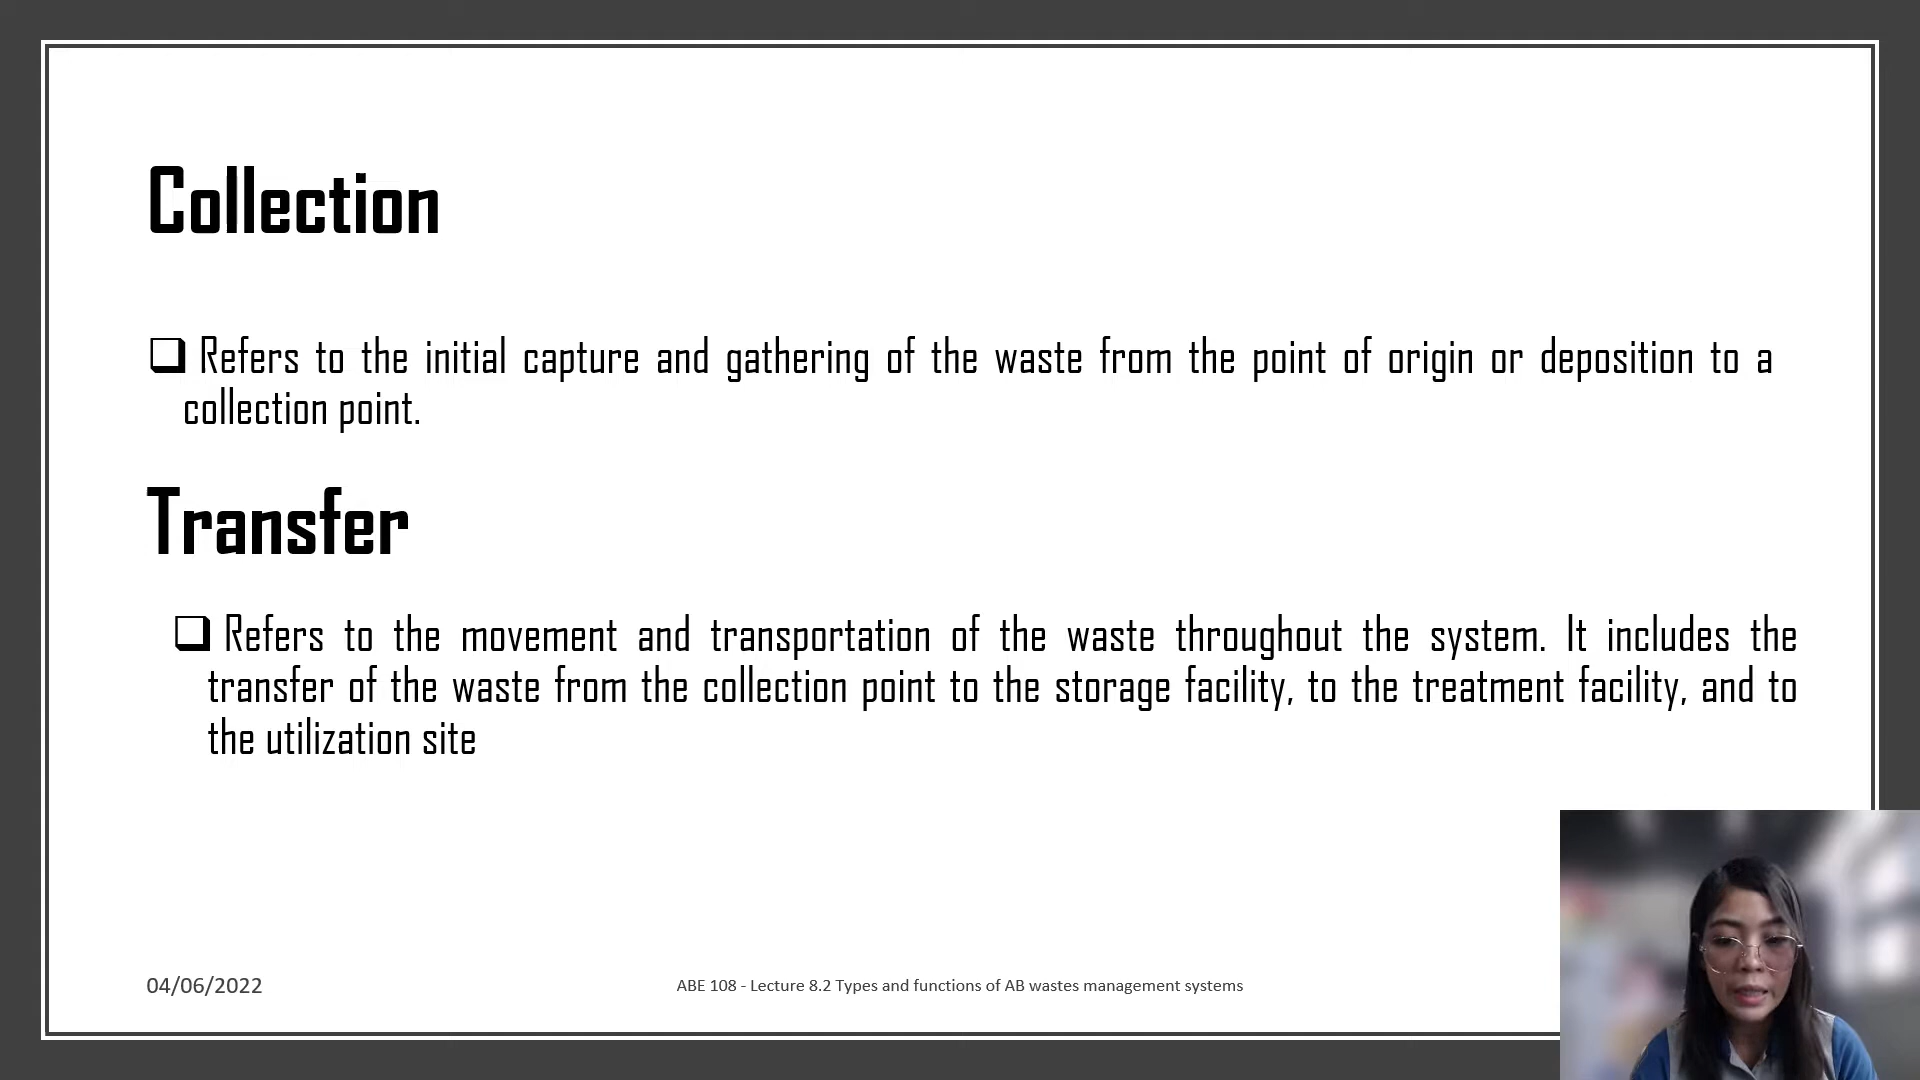 Collection
Refers to the initial capture and gathering of the waste from the point of origin or deposition to a
collection point.
Transfer
Refers to the movement and transportation of the waste throughout the system. It includes the
transfer of the waste from the collection point to the storage facility, to the treatment facility, and to
the utilization site
04/06/2022
ABE 108 - Lecture 8.2 Types and functions of AB wastes management systems